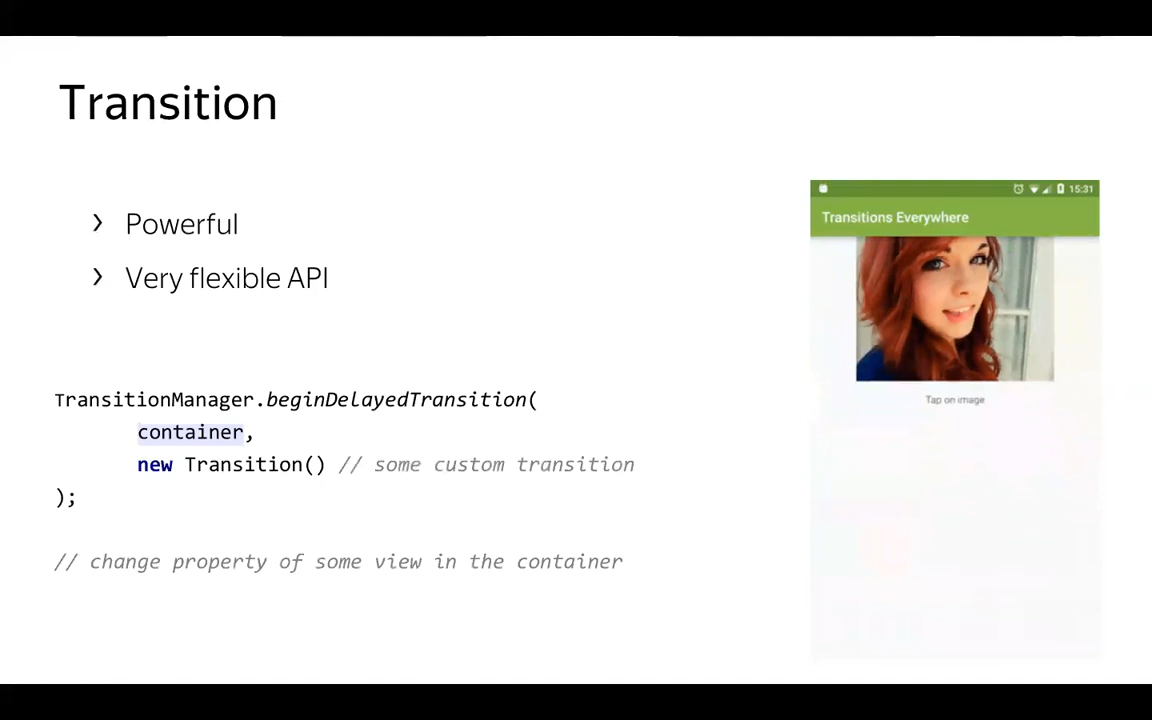 Transition
› Powerful
› Very flexible API
TransitionManager.beginDelayedTransition(
container,
new Transition() // some custom transition
);
// change property of some view in the container
15:31
Transitions Everywhere
Tap on image